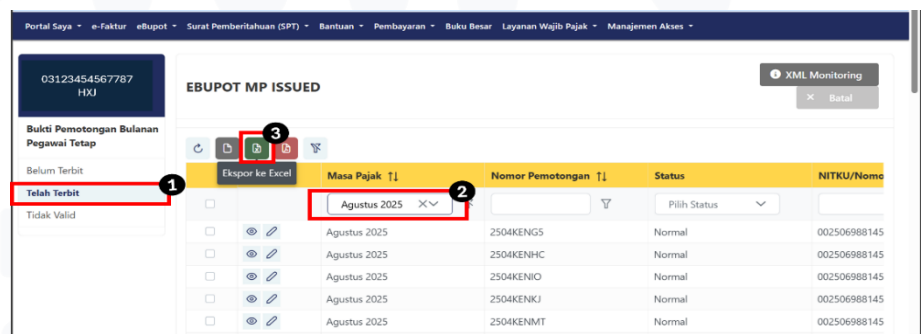 Portal Saya e-Faktur eBupot Surat Pemberitahuan (SPT) Bantuan Pembayaran Buku Besar Layanan Wajib Pajak Manajemen Akses
03123454567787
HXJ
EBUPOT MP ISSUED
XML Monitoring
Batal
Bukti Pemotongan Bulanan
Pegawai Tetap
Belum Terbit
Telah Terbit
Tidak Valid
1
3
Ekspor ke Excel
2
Masa Pajak Nomor Pemotongan Status NITKU/Nomo
Agustus 2025 Pilih Status
Agustus 2025 2504KENG5 Normal 002506988145
Agustus 2025 2504KENHC Normal 002506988145
Agustus 2025 2504KENIO Normal 002506988145
Agustus 2025 2504KENKJ Normal 002506988145
Agustus 2025 2504KENMT Normal 002506988145